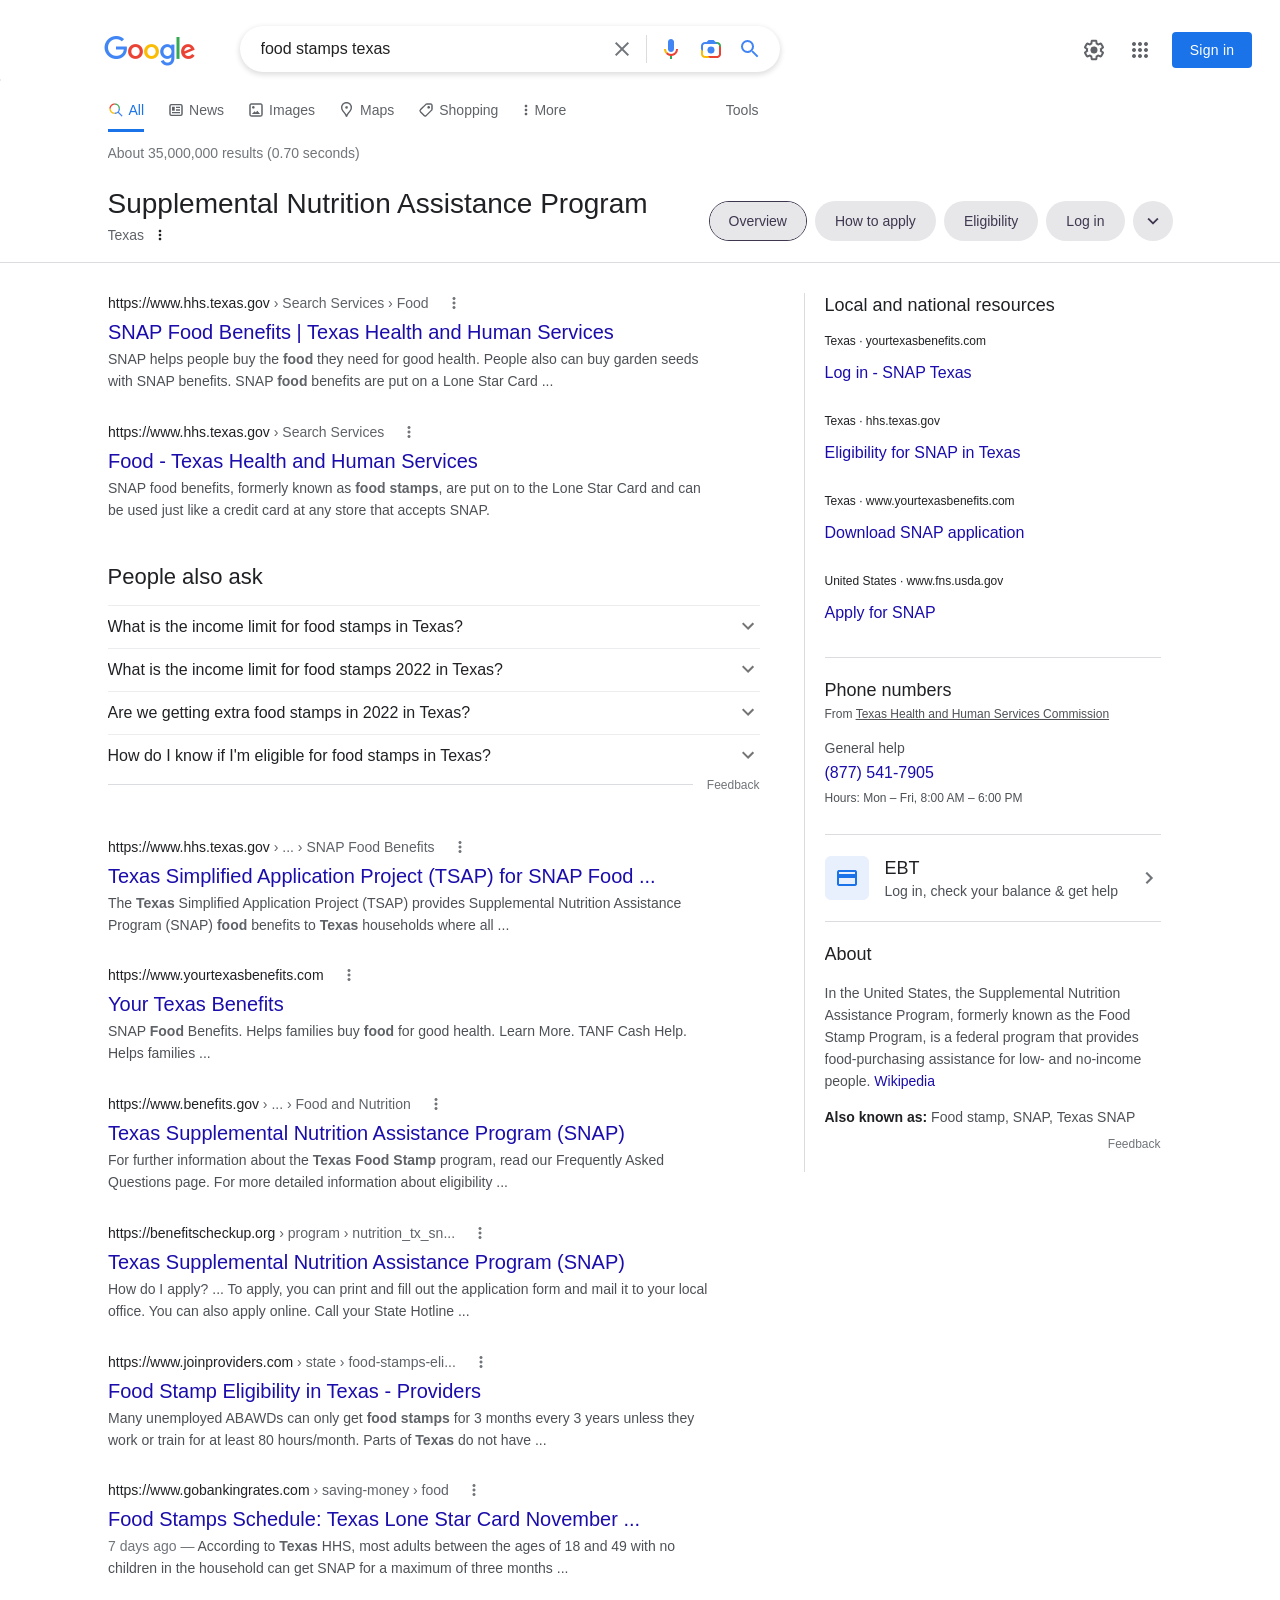 Google
food stamps texas
Sign in
All
News
Images
Maps
Shopping
More
Tools
About 35,000,000 results (0.70 seconds)
Supplemental Nutrition Assistance Program
Texas
Overview
How to apply
Eligibility
Log in
https://www.hhs.texas.gov › Search Services › Food
SNAP Food Benefits | Texas Health and Human Services
SNAP helps people buy the food they need for good health. People also can buy garden seeds
with SNAP benefits. SNAP food benefits are put on a Lone Star Card ...
https://www.hhs.texas.gov › Search Services
Food - Texas Health and Human Services
SNAP food benefits, formerly known as food stamps, are put on to the Lone Star Card and can
be used just like a credit card at any store that accepts SNAP.
People also ask
What is the income limit for food stamps in Texas?
What is the income limit for food stamps 2022 in Texas?
Are we getting extra food stamps in 2022 in Texas?
How do I know if I'm eligible for food stamps in Texas?
Feedback
https://www.hhs.texas.gov › ... › SNAP Food Benefits
Texas Simplified Application Project (TSAP) for SNAP Food ...
The Texas Simplified Application Project (TSAP) provides Supplemental Nutrition Assistance
Program (SNAP) food benefits to Texas households where all ...
https://www.yourtexasbenefits.com
Your Texas Benefits
SNAP Food Benefits. Helps families buy food for good health. Learn More. TANF Cash Help.
Helps families ...
https://www.benefits.gov › ... › Food and Nutrition
Texas Supplemental Nutrition Assistance Program (SNAP)
For further information about the Texas Food Stamp program, read our Frequently Asked
Questions page. For more detailed information about eligibility ...
https://benefitscheckup.org › program › nutrition_tx_sn...
Texas Supplemental Nutrition Assistance Program (SNAP)
How do I apply? ... To apply, you can print and fill out the application form and mail it to your local
office. You can also apply online. Call your State Hotline ...
https://www.joinproviders.com › state › food-stamps-eli...
Food Stamp Eligibility in Texas - Providers
Many unemployed ABAWDs can only get food stamps for 3 months every 3 years unless they
work or train for at least 80 hours/month. Parts of Texas do not have ...
https://www.gobankingrates.com › saving-money › food
Food Stamps Schedule: Texas Lone Star Card November ...
7 days ago — According to Texas HHS, most adults between the ages of 18 and 49 with no
children in the household can get SNAP for a maximum of three months ...
Local and national resources
Texas · yourtexasbenefits.com
Log in - SNAP Texas
Texas · hhs.texas.gov
Eligibility for SNAP in Texas
Texas · www.yourtexasbenefits.com
Download SNAP application
United States · www.fns.usda.gov
Apply for SNAP
Phone numbers
From Texas Health and Human Services Commission
General help
(877) 541-7905
Hours: Mon – Fri, 8:00 AM – 6:00 PM
EBT
Log in, check your balance & get help
About
In the United States, the Supplemental Nutrition
Assistance Program, formerly known as the Food
Stamp Program, is a federal program that provides
food-purchasing assistance for low- and no-income
people. Wikipedia
Also known as: Food stamp, SNAP, Texas SNAP
Feedback